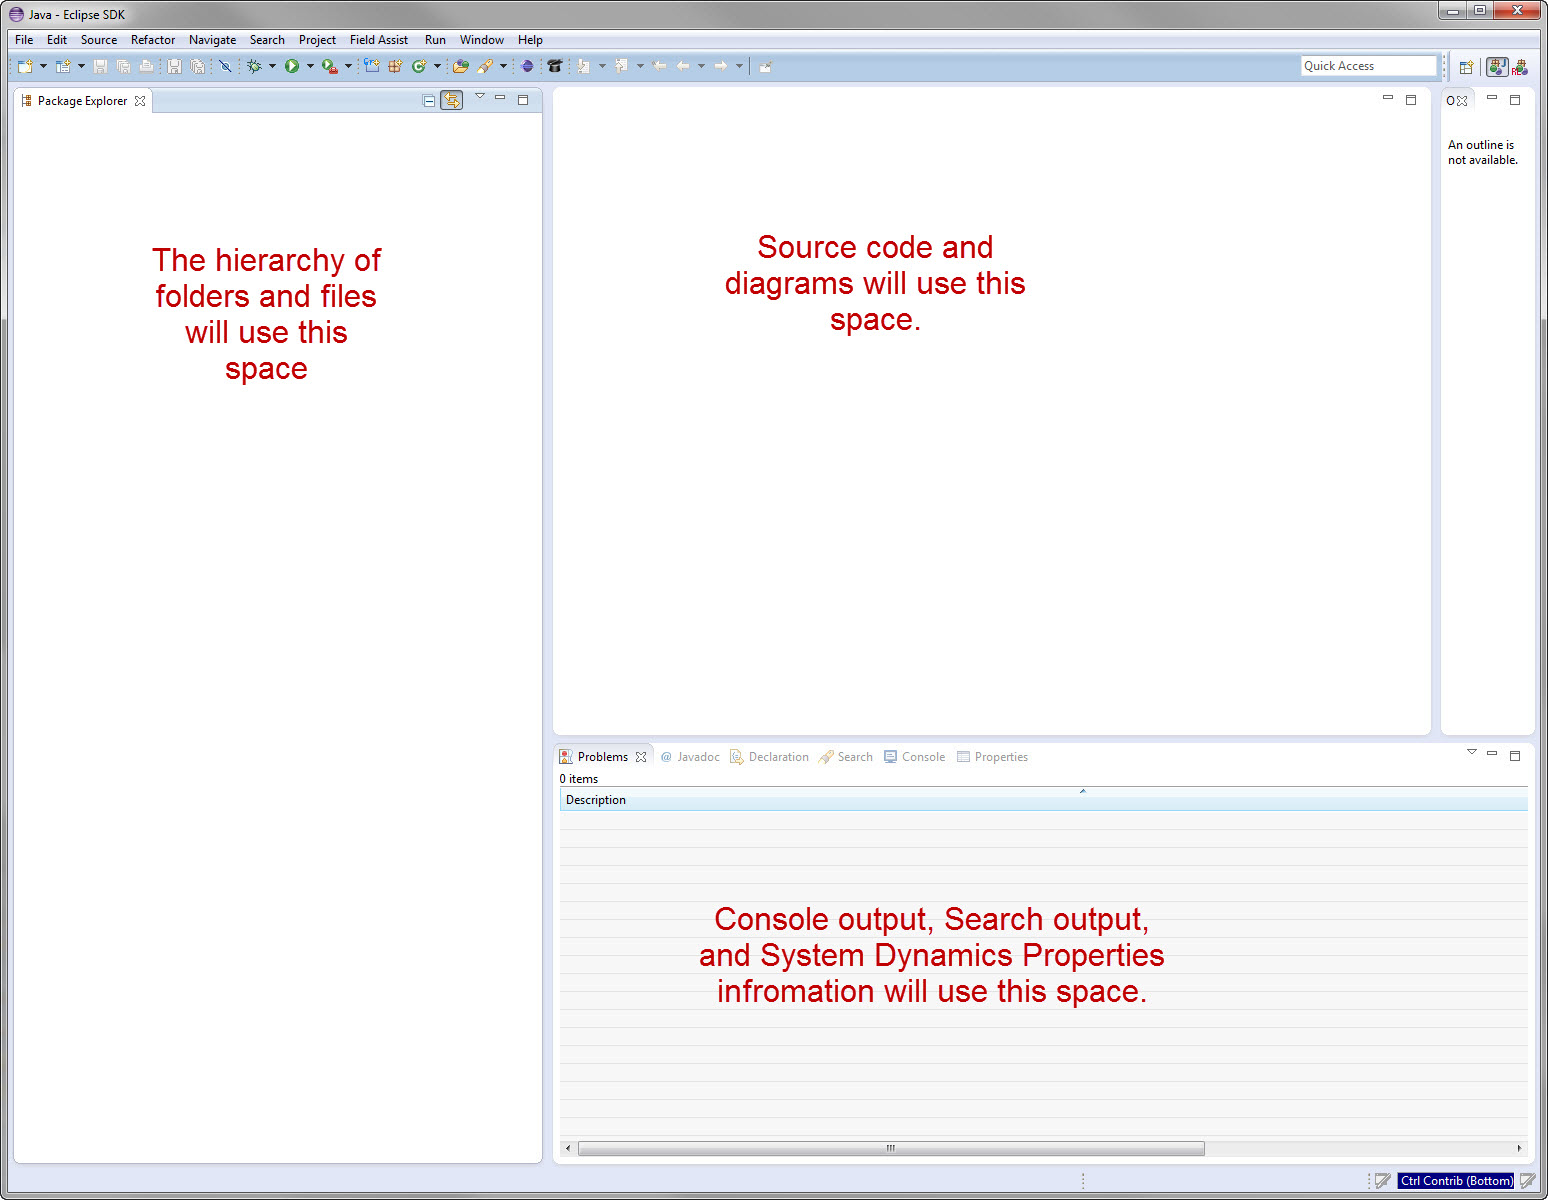 Java - Eclipse SDK
File Edit Source Refactor Navigate Search Project Field Assist Run Window Help
Quick Access
Package Explorer
O
An outline is
not available.
The hierarchy of
folders and files
will use this
space
Source code and
diagrams will use this
space.
Problems @ Javadoc Declaration Search Console Properties
0 items
Description
Console output, Search output,
and System Dynamics Properties
infromation will use this space.
Ctrl Contrib (Bottom)